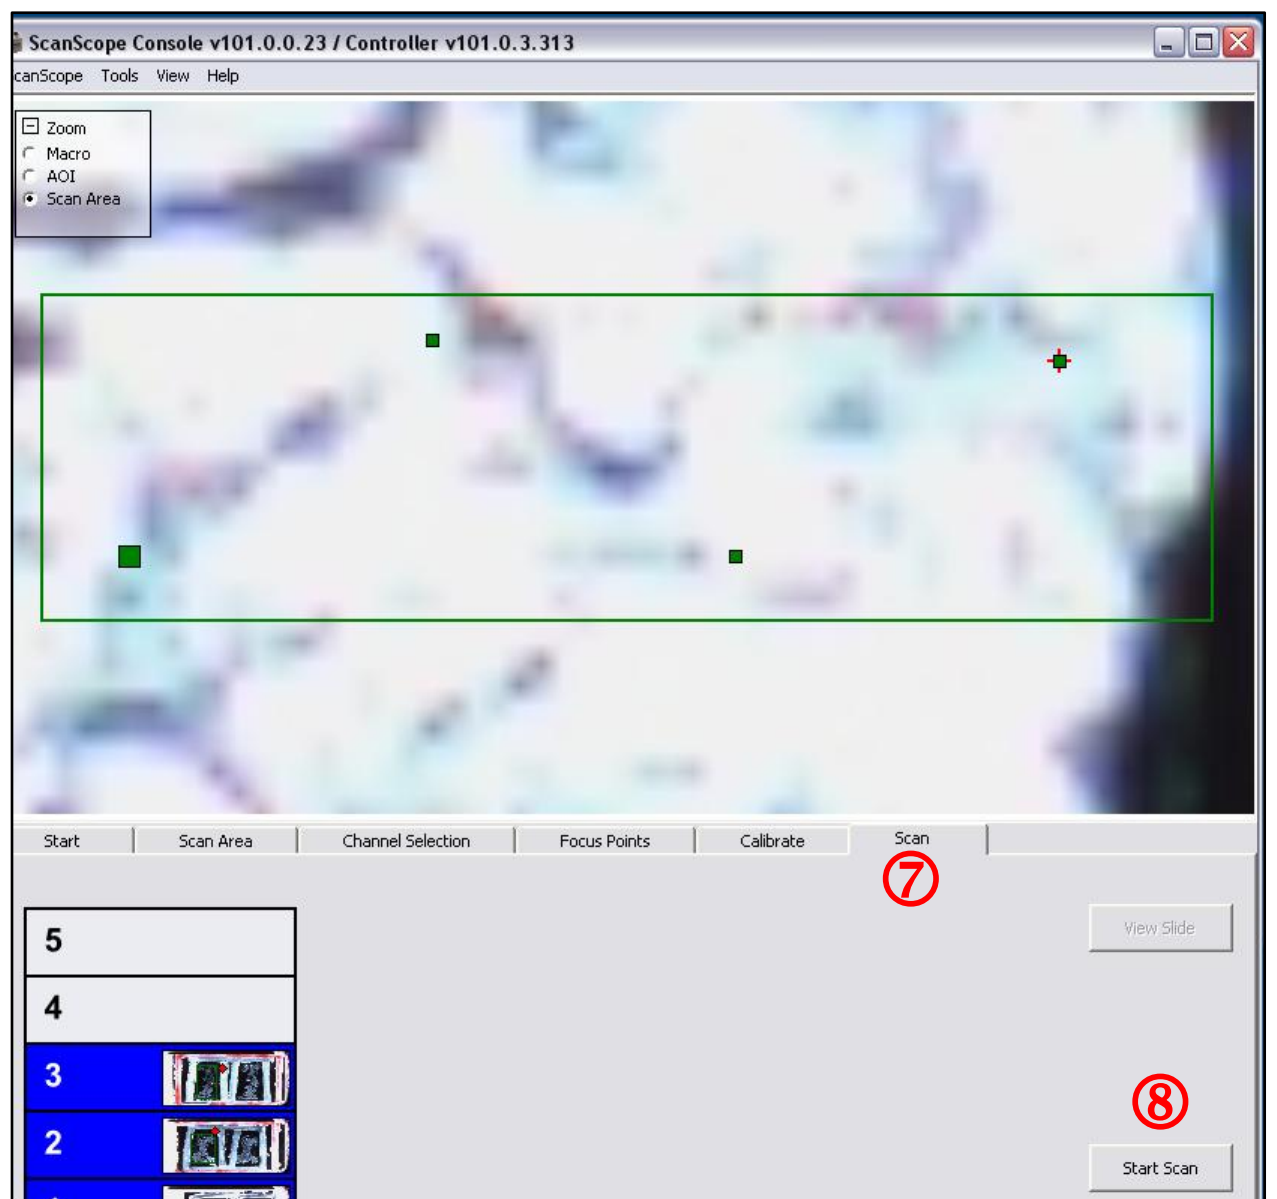 ScanScope Console v101.0.0.23 / Controller v101.0.3.313
canScope Tools View Help
Zoom
Macro
AOI
Scan Area
Start Scan Area Channel Selection Focus Points Calibrate Scan
⑦
5
View Slide
4
3
⑧
2
Start Scan